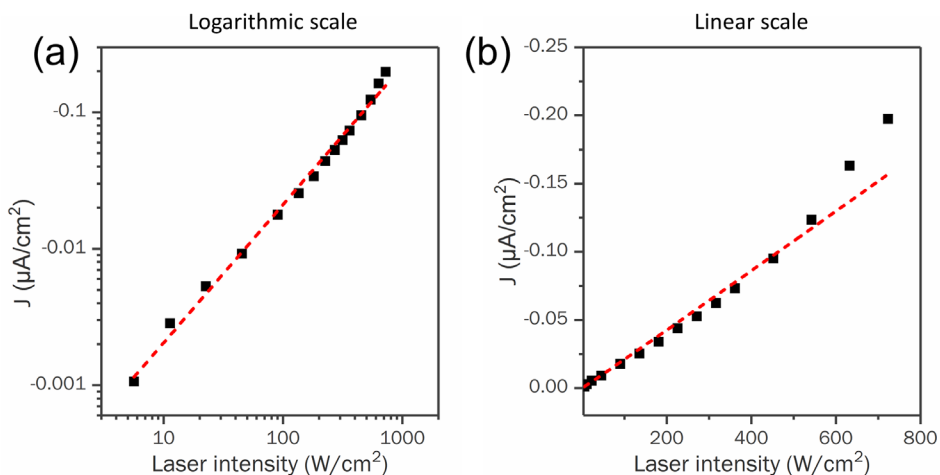 Logarithmic scale
(a)
-0.1
-0.01
-0.001
J (µA/cm²)
10
100
1000
Laser intensity (W/cm²)
Linear scale
(b)
-0.25
-0.20
-0.15
-0.10
-0.05
0.00
J (µA/cm²)
200
400
600
800
Laser intensity (W/cm²)